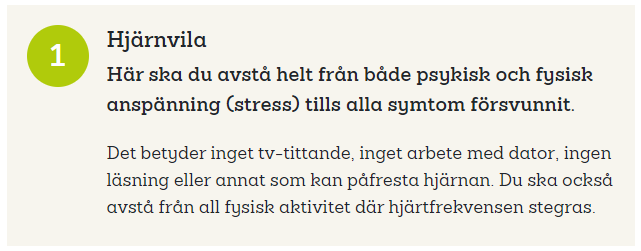 1
Hjärnvila
Här ska du avstå helt från både psykisk och fysisk
anspänning (stress) tills alla symtom försvunnit.
Det betyder inget tv-tittande, inget arbete med dator, ingen
läsning eller annat som kan påfresta hjärnan. Du ska också
avstå från all fysisk aktivitet där hjärtfrekvensen stegras.